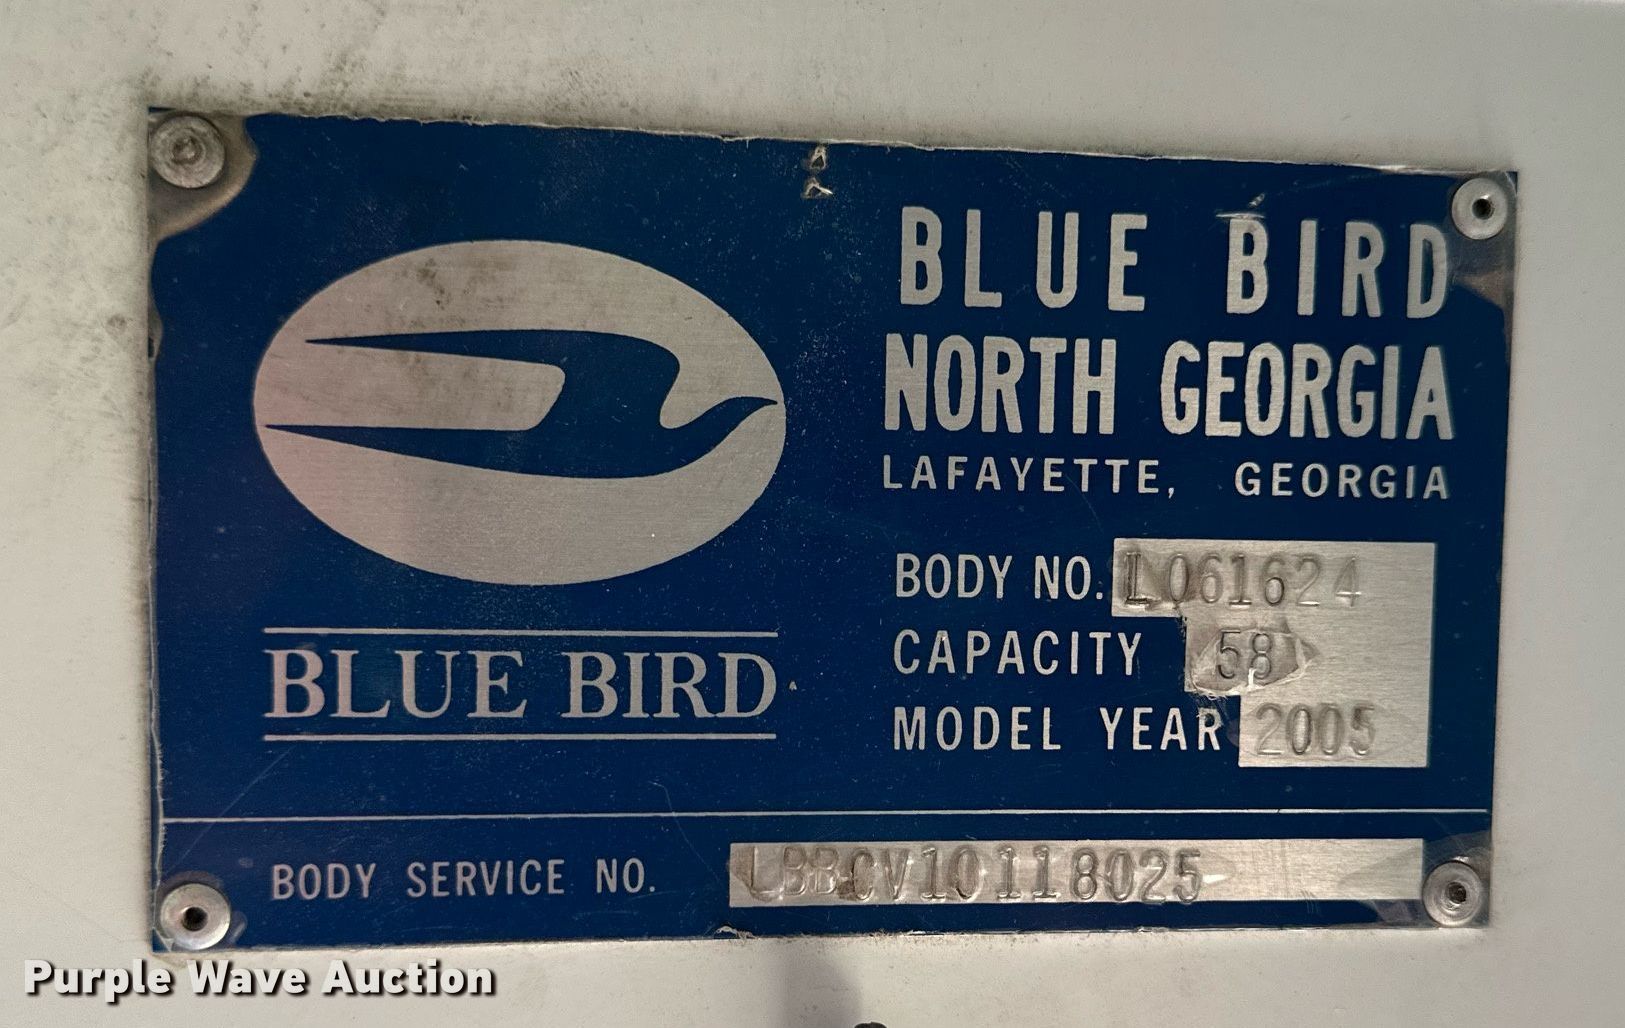 BLUE BIRD
NORTH GEORGIA
LAFAYETTE, GEORGIA
BODY NO. L061624
CAPACITY 58
MODEL YEAR 2005
BLUE BIRD
BODY SERVICE NO. LBBCV10118025
Purple Wave Auction